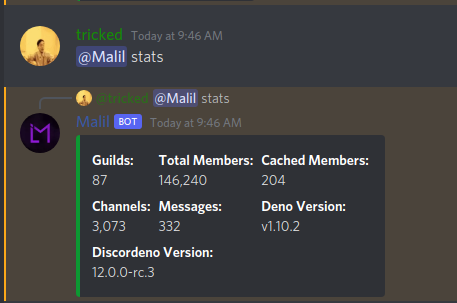 tricked Today at 9:46 AM
@Malil stats
@tricked @Malil stats
Malil BOT Today at 9:46 AM
Guilds: Total Members: Cached Members:
87 146,240 204
Channels: Messages: Deno Version:
3,073 332 v1.10.2
Discordeno Version:
12.0.0-rc.3